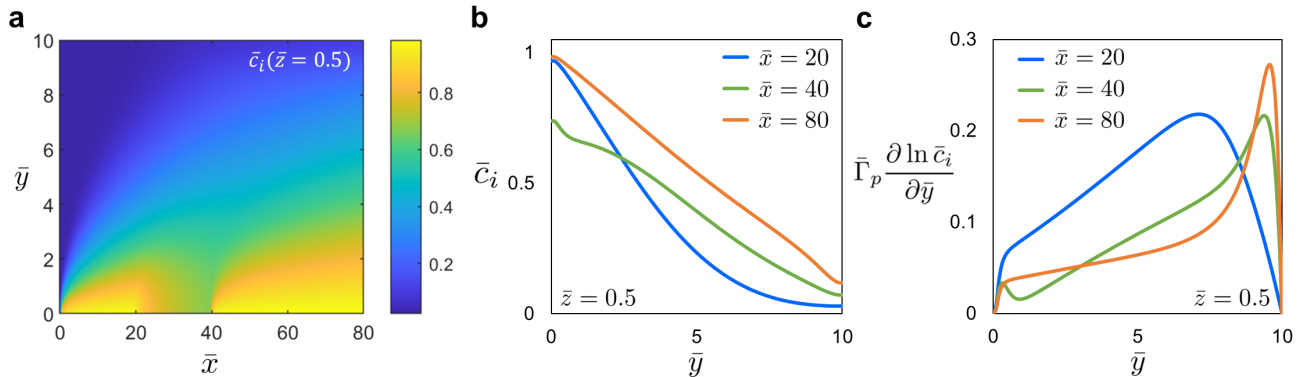 a
10
8
6
4
2
0
ȳ
c̄ᵢ(z̄ = 0.5)
0 20 40 60 80
x̄
0.8
0.6
0.4
0.2
b
1
0.5
0
c̄ᵢ
x̄ = 20
x̄ = 40
x̄ = 80
z̄ = 0.5
0 5 10
ȳ
c
0.3
0.2
0.1
0
Γ̄ₚ ∂ ln c̄ᵢ / ∂ȳ
x̄ = 20
x̄ = 40
x̄ = 80
z̄ = 0.5
0 5 10
ȳ